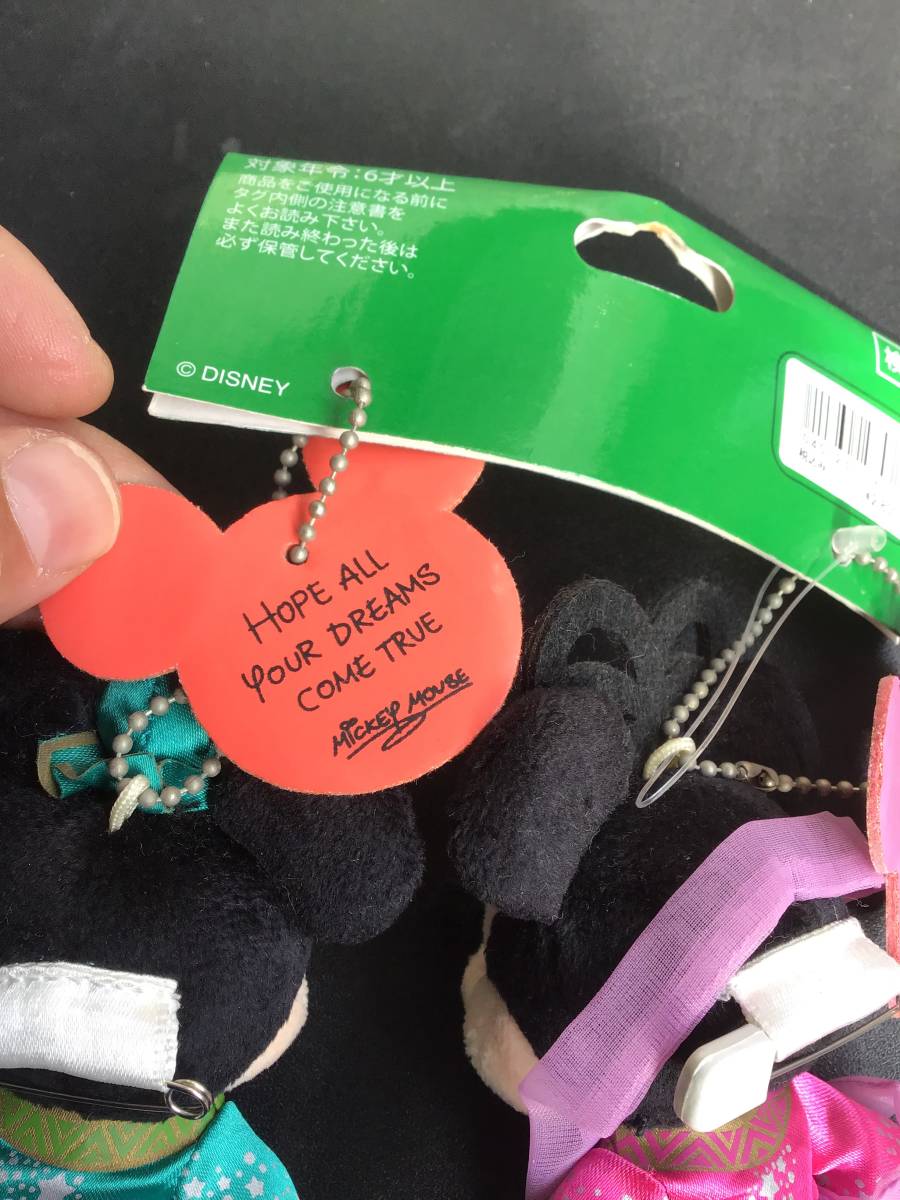 対象年令:6才以上
商品をご使用になる前に
タグ内側の注意書を
よくお読み下さい。
また読み終わった後は
必ず保管してください。
© DISNEY
HOPE ALL
YOUR DREAMS
COME TRUE
MICKEY MOUSE